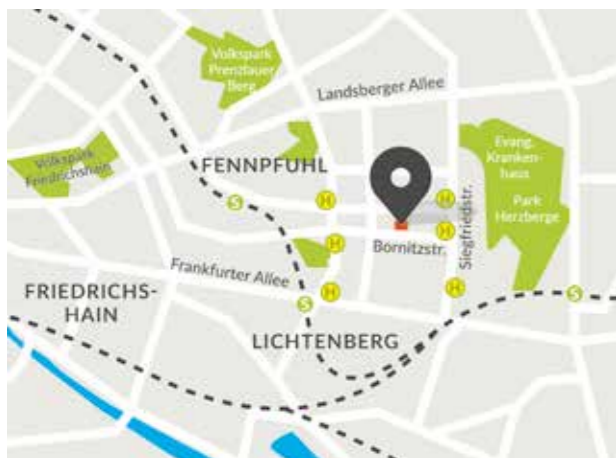 Volkspark
Prenzlauer
Berg
Landsberger Allee
Evang.
Kranken-
haus
Volkspark
Friedrichshain
FENNPFUHL
Park
Herzberge
H
H
S
H
H
Siegfriedstr.
Bornitzstr.
Frankfurter Allee
H
H
S
S
FRIEDRICHS-
HAIN
LICHTENBERG